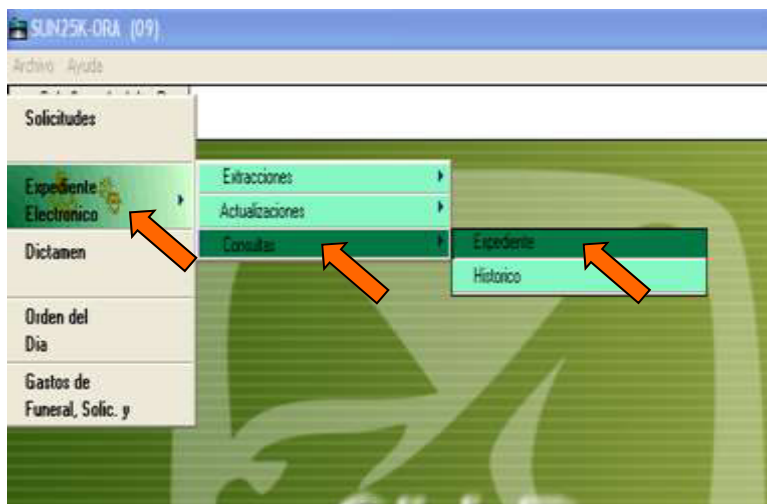 SUN25K-ORA (09)
Archivo Ayuda
Solicitudes
Expediente
Electronico
Extracciones
Actualizaciones
Consultas
Expediente
Historico
Dictamen
Orden del
Dia
Gastos de
Funeral, Solic. y